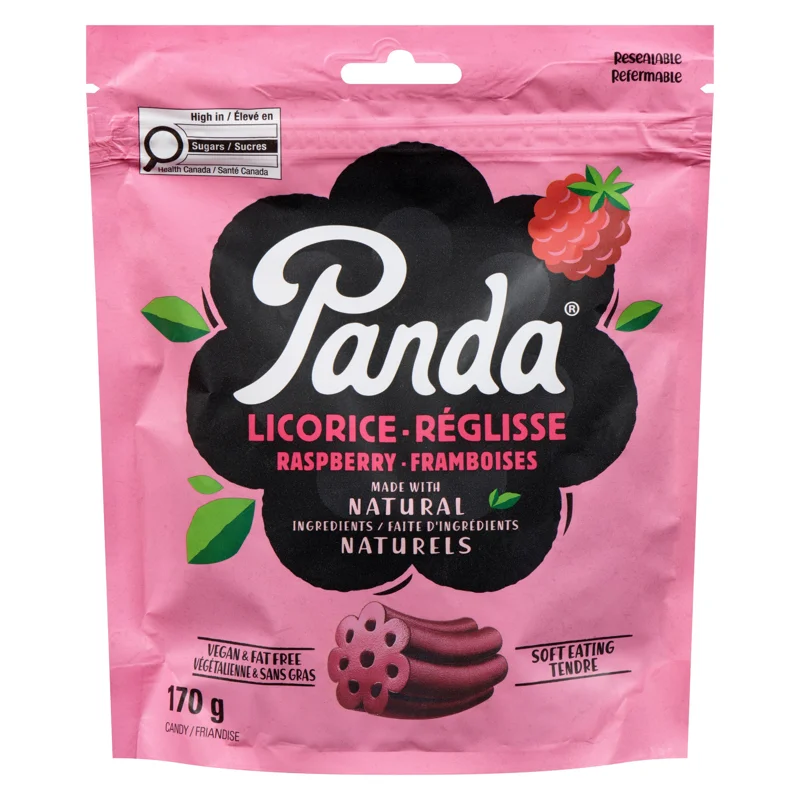 Resealable
Refermable
High in / Élevé en
Sugars / Sucres
Health Canada / Santé Canada
Panda®
LICORICE · RÉGLISSE
RASPBERRY · FRAMBOISES
MADE WITH
NATURAL
INGREDIENTS / FAITE D'INGRÉDIENTS
NATURELS
VEGAN & FAT FREE
VÉGÉTALIENNE & SANS GRAS
SOFT EATING
TENDRE
170 g
CANDY / FRIANDISE